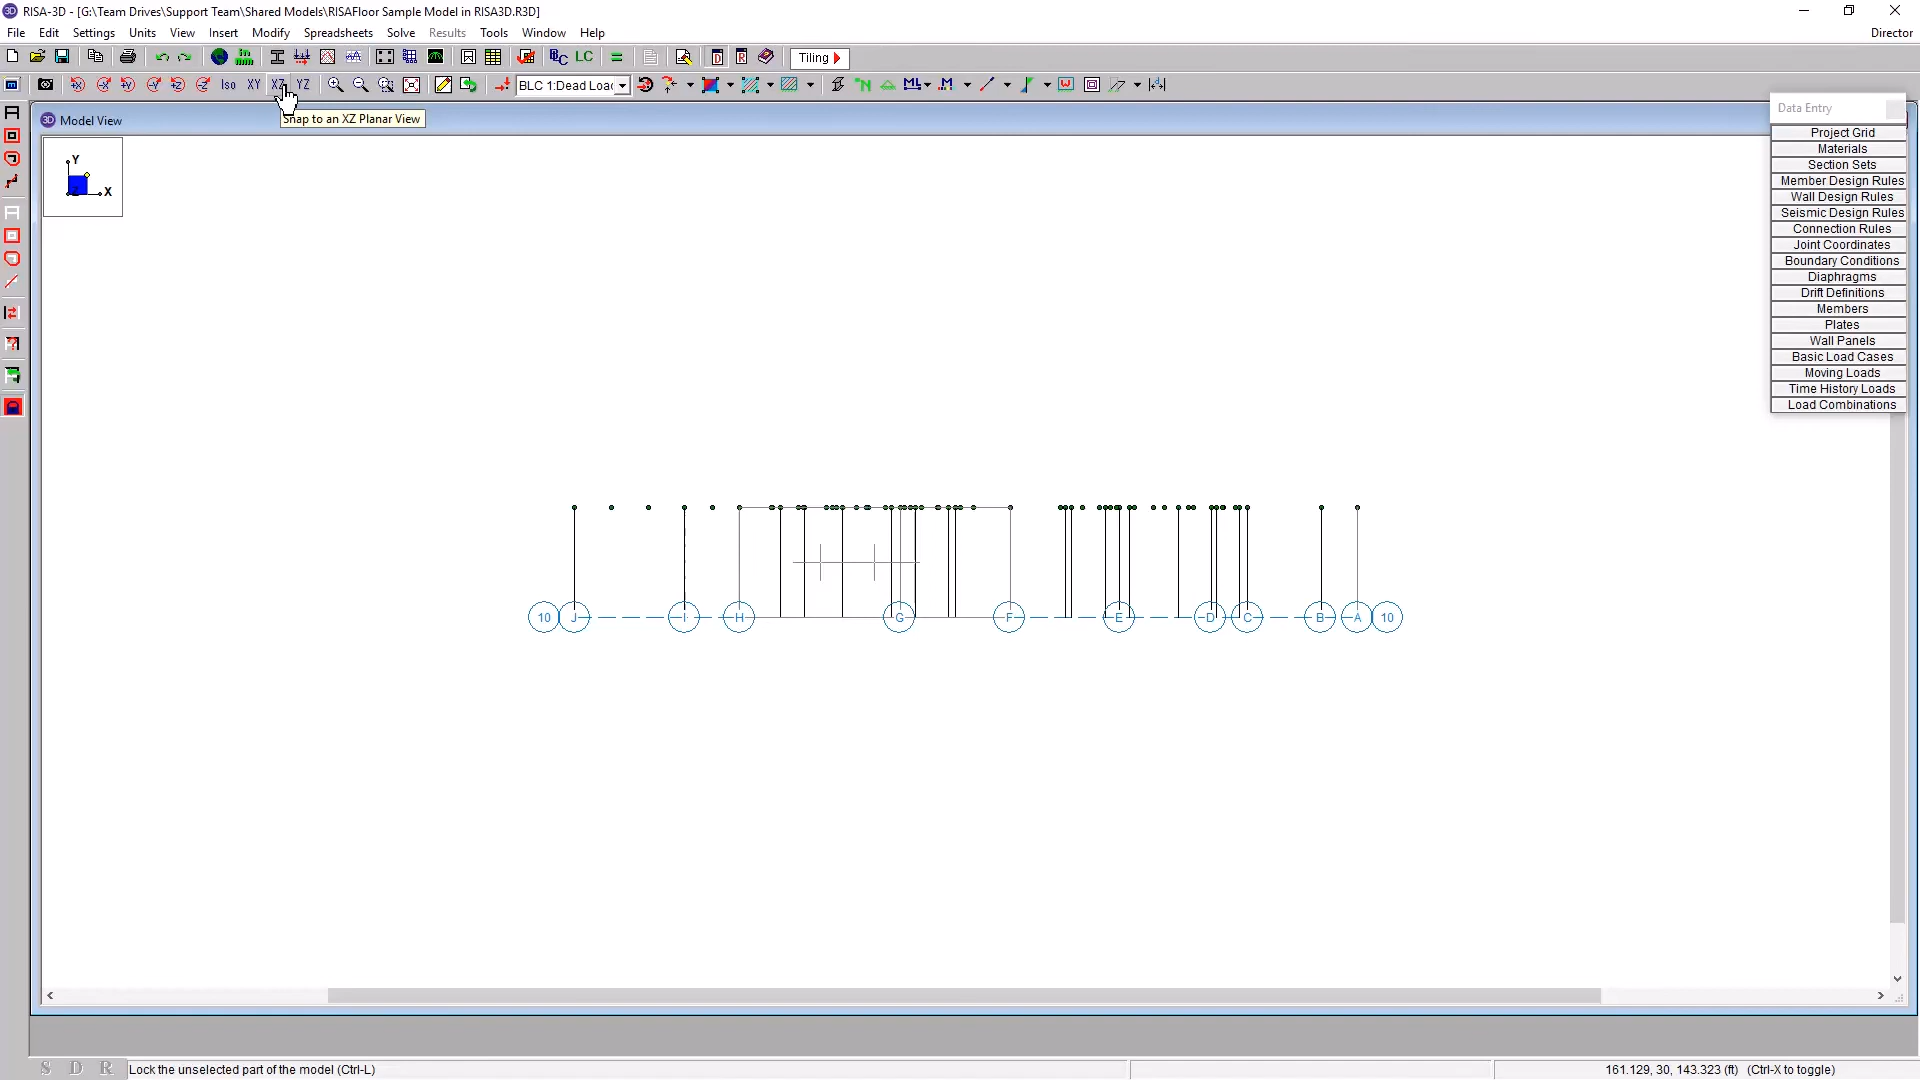 RISA-3D - [G:\Team Drives\Support Team\Shared Models\RISAFloor Sample Model in RISA3D.R3D]
File Edit Settings Units View Insert Modify Spreadsheets Solve Results Tools Window Help Director
BC LC = D R Tiling
Iso XY XZ YZ BLC 1:Dead Loac N ML M
Model View
Snap to an XZ Planar View
Y
Z
X
Data Entry
Project Grid
Materials
Section Sets
Member Design Rules
Wall Design Rules
Seismic Design Rules
Connection Rules
Joint Coordinates
Boundary Conditions
Diaphragms
Drift Definitions
Members
Plates
Wall Panels
Basic Load Cases
Moving Loads
Time History Loads
Load Combinations
10 J I H G F E D C B A 10
S D R Lock the unselected part of the model (Ctrl-L) 161.129, 30, 143.323 (ft) (Ctrl-X to toggle)